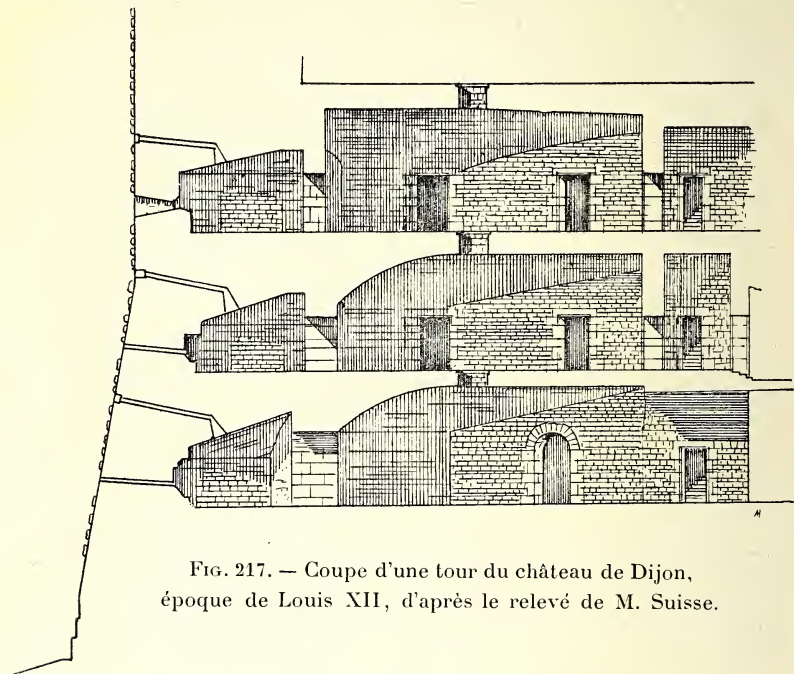 M
Fig. 217. — Coupe d'une tour du château de Dijon,
époque de Louis XII, d'après le relevé de M. Suisse.